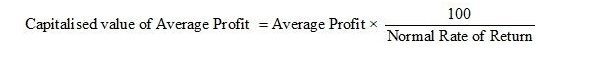 Capitalised value of Average Profit = Average Profit × 100
Normal Rate of Return